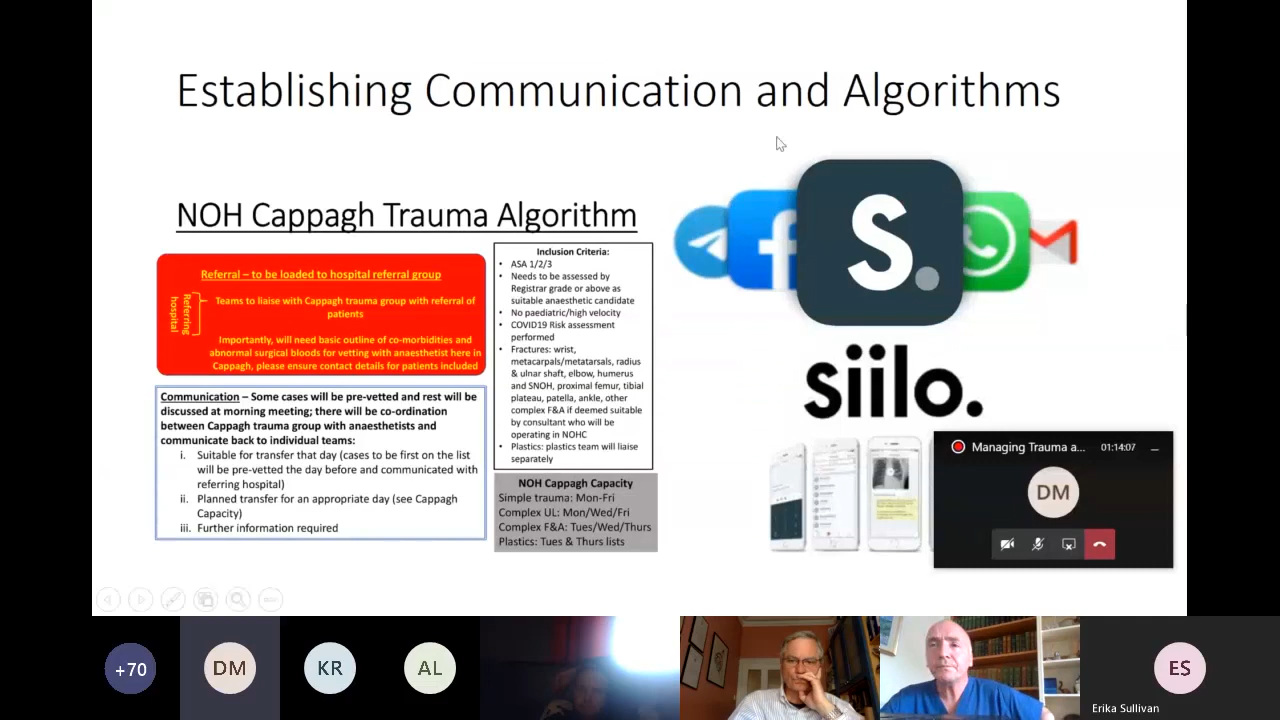 Establishing Communication and Algorithms
NOH Cappagh Trauma Algorithm
Referral – to be loaded to hospital referral group
Referring
hospital
Teams to liaise with Cappagh trauma group with referral of
patients
Importantly, will need basic outline of co-morbidities and
abnormal surgical bloods for vetting with anaesthetist here in
Cappagh, please ensure contact details for patients included
Communication – Some cases will be pre-vetted and rest will be
discussed at morning meeting; there will be co-ordination
between Cappagh trauma group with anaesthetists and
communicate back to individual teams:
i. Suitable for transfer that day (cases to be first on the list
will be pre-vetted the day before and communicated with
referring hospital)
ii. Planned transfer for an appropriate day (see Cappagh
Capacity)
iii. Further information required
Inclusion Criteria:
• ASA 1/2/3
• Needs to be assessed by
Registrar grade or above as
suitable anaesthetic candidate
• No paediatric/high velocity
• COVID19 Risk assessment
performed
• Fractures: wrist,
metacarpals/metatarsals, radius
& ulnar shaft, elbow, humerus
and SNOH, proximal femur, tibial
plateau, patella, ankle, other
complex F&A if deemed suitable
by consultant who will be
operating in NOHC
• Plastics: plastics team will liaise
separately
NOH Cappagh Capacity
Simple trauma: Mon-Fri
Complex UL: Mon/Wed/Fri
Complex F&A: Tues/Wed/Thurs
Plastics: Tues & Thurs lists
f
S.
siilo.
Managing Trauma a...
01:14:07
DM
+70
DM
KR
AL
ES
Erika Sullivan